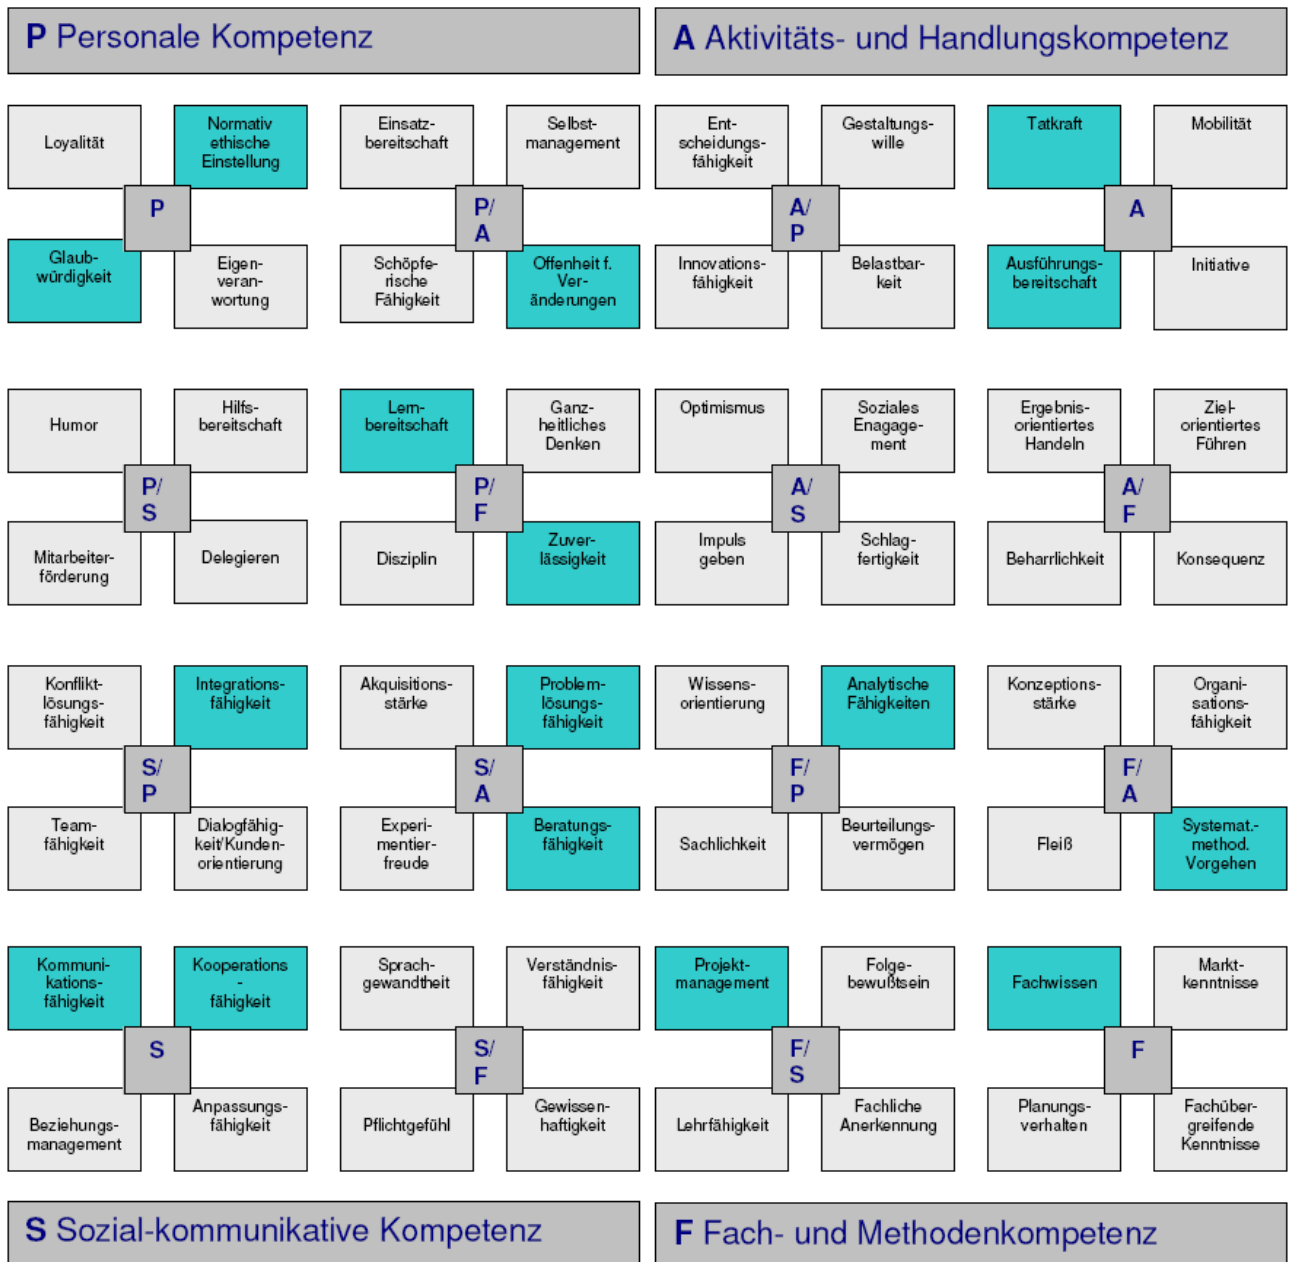 P Personale Kompetenz
A Aktivitäts- und Handlungskompetenz
Loyalität
Normativ
ethische
Einstellung
P
Glaub-
würdigkeit
Eigen-
veran-
wortung
Einsatz-
bereitschaft
Selbst-
management
P/
A
Schöpfe-
rische
Fähigkeit
Offenheit f.
Ver-
änderungen
Ent-
scheidungs-
fähigkeit
Gestaltungs-
wille
A/
P
Innovations-
fähigkeit
Belastbar-
keit
Tatkraft
Mobilität
A
Ausführungs-
bereitschaft
Initiative
Humor
Hilfs-
bereitschaft
P/
S
Mitarbeiter-
förderung
Delegieren
Lern-
bereitschaft
Ganz-
heitliches
Denken
P/
F
Disziplin
Zuver-
lässigkeit
Optimismus
Soziales
Enagage-
ment
A/
S
Impuls
geben
Schlag-
fertigkeit
Ergebnis-
orientiertes
Handeln
Ziel-
orientiertes
Führen
A/
F
Beharrlichkeit
Konsequenz
Konflikt-
lösungs-
fähigkeit
Integrations-
fähigkeit
S/
P
Team-
fähigkeit
Dialogfähig-
keit/Kunden-
orientierung
Akquisitions-
stärke
Problem-
lösungs-
fähigkeit
S/
A
Experi-
mentier-
freude
Beratungs-
fähigkeit
Wissens-
orientierung
Analytische
Fähigkeiten
F/
P
Sachlichkeit
Beurteilungs-
vermögen
Konzeptions-
stärke
Organi-
sations-
fähigkeit
F/
A
Fleiß
Systemat.-
method.
Vorgehen
Kommuni-
kations-
fähigkeit
Kooperations
-
fähigkeit
S
Beziehungs-
management
Anpassungs-
fähigkeit
Sprach-
gewandtheit
Verständnis-
fähigkeit
S/
F
Pflichtgefühl
Gewissen-
haftigkeit
Projekt-
management
Folge-
bewußtsein
F/
S
Lehrfähigkeit
Fachliche
Anerkennung
Fachwissen
Markt-
kenntnisse
F
Planungs-
verhalten
Fachüber-
greifende
Kenntnisse
S Sozial-kommunikative Kompetenz
F Fach- und Methodenkompetenz